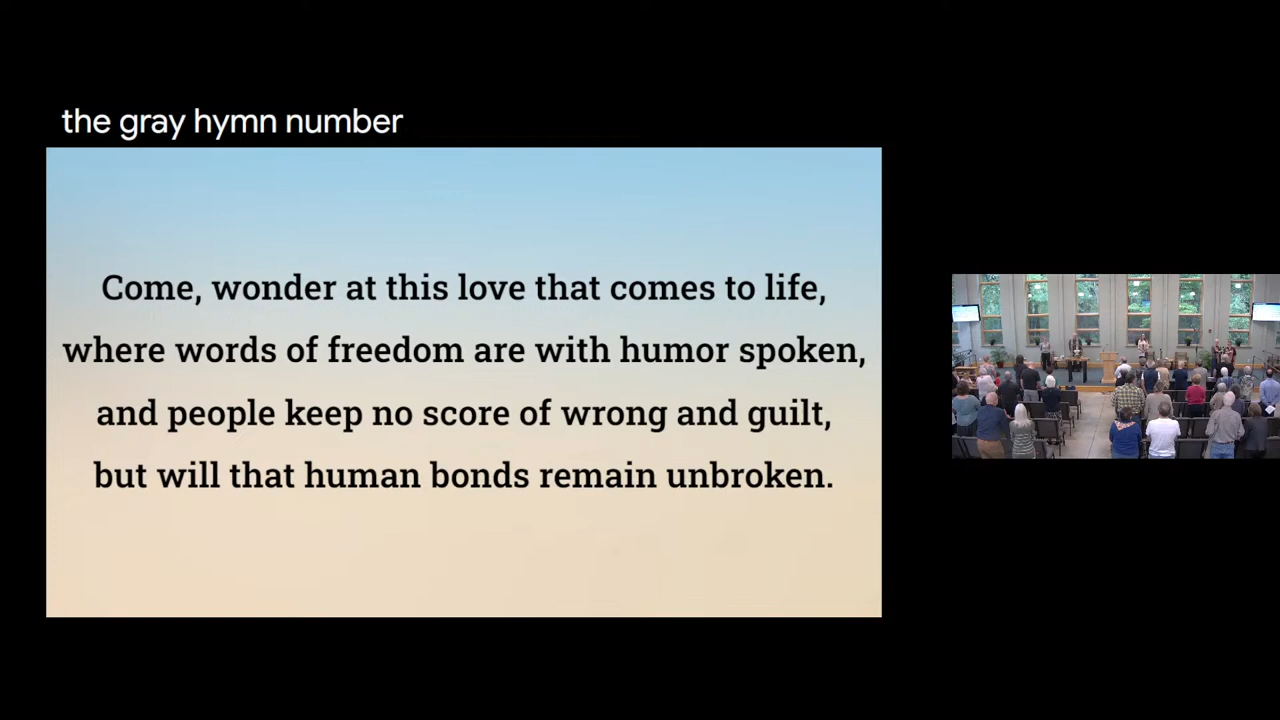 the gray hymn number
Come, wonder at this love that comes to life,
where words of freedom are with humor spoken,
and people keep no score of wrong and guilt,
but will that human bonds remain unbroken.